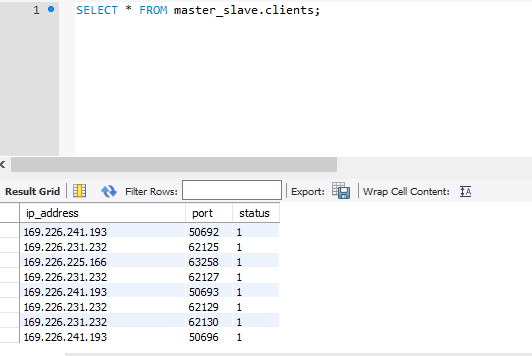 1 SELECT * FROM master_slave.clients;
Result Grid Filter Rows: Export: Wrap Cell Content:
ip_address port status
169.226.241.193 50692 1
169.226.231.232 62125 1
169.226.225.166 63258 1
169.226.231.232 62127 1
169.226.241.193 50693 1
169.226.231.232 62129 1
169.226.231.232 62130 1
169.226.241.193 50696 1